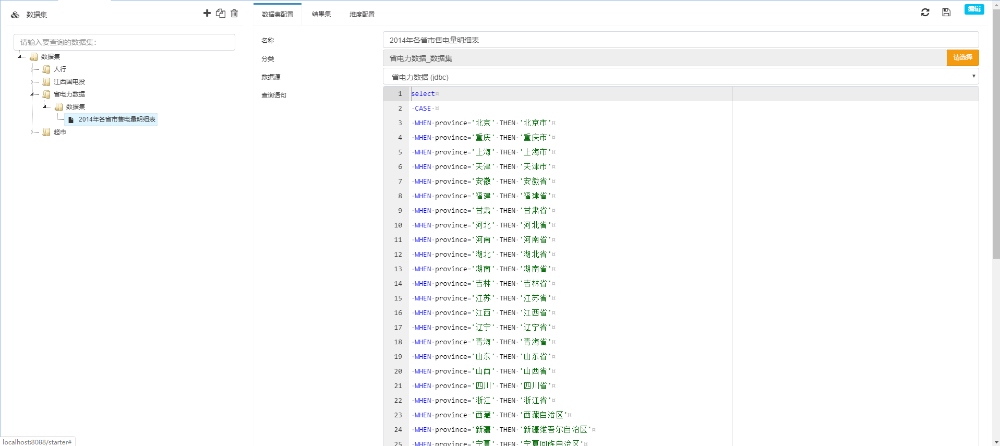 数据集
请输入要查询的数据集:
数据集
人行
江西国电投
省电力数据
数据集
2014年各省市售电量明细表
超市
数据集配置 结果集 维度配置 编辑
名称 2014年各省市售电量明细表
分类 省电力数据_数据集 请选择
数据源 省电力数据 (jdbc)
查询语句
1 select
2 CASE
3 WHEN province='北京' THEN '北京市'
4 WHEN province='重庆' THEN '重庆市'
5 WHEN province='上海' THEN '上海市'
6 WHEN province='天津' THEN '天津市'
7 WHEN province='安徽' THEN '安徽省'
8 WHEN province='福建' THEN '福建省'
9 WHEN province='甘肃' THEN '甘肃省'
10 WHEN province='河北' THEN '河北省'
11 WHEN province='河南' THEN '河南省'
12 WHEN province='湖北' THEN '湖北省'
13 WHEN province='湖南' THEN '湖南省'
14 WHEN province='吉林' THEN '吉林省'
15 WHEN province='江苏' THEN '江苏省'
16 WHEN province='江西' THEN '江西省'
17 WHEN province='辽宁' THEN '辽宁省'
18 WHEN province='青海' THEN '青海省'
19 WHEN province='山东' THEN '山东省'
20 WHEN province='山西' THEN '山西省'
21 WHEN province='四川' THEN '四川省'
22 WHEN province='浙江' THEN '浙江省'
23 WHEN province='西藏' THEN '西藏自治区'
24 WHEN province='新疆' THEN '新疆维吾尔自治区'
25 WHEN province='宁夏' THEN '宁夏回族自治区'
localhost:8088/starter#